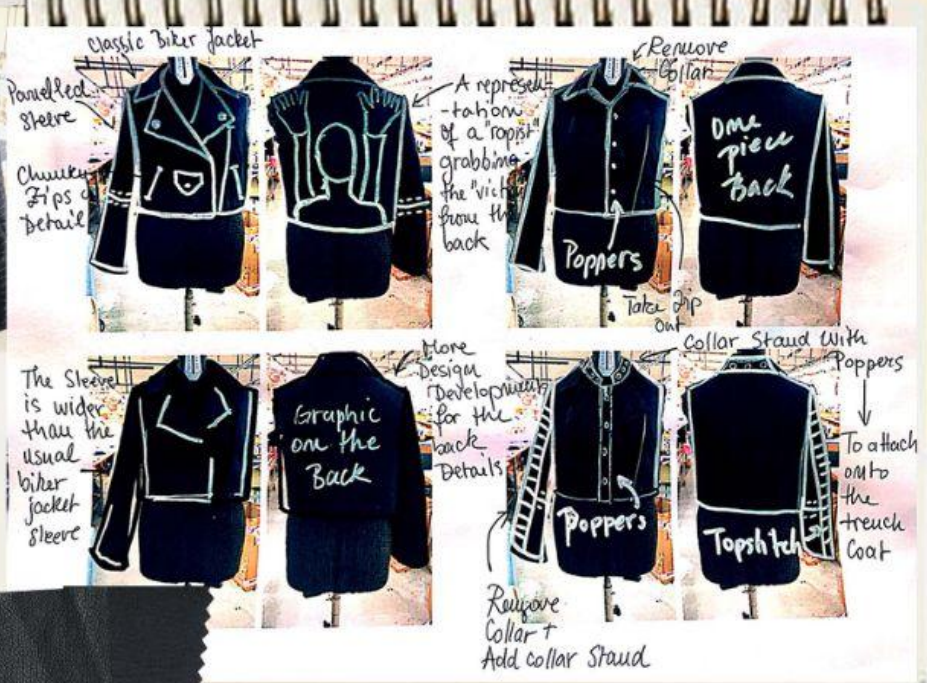 Classic Biker Jacket
Panelled
Sleeve
Chunky
Zips
Detail
A represen
-tation
of a "rapist"
grabbing
the "vict
from the
back
Remove
Collar
One
piece
Back
Poppers
Take Zip
Out
The Sleeve
is wider
than the
usual
biker
jacket
Sleeve
Graphic
on the
Back
More
Design
Development
for the
back
Details
Collar Stand With
Poppers
To attach
onto
the
trench
Coat
Poppers
Topstitch
Remove
Collar +
Add collar Stand